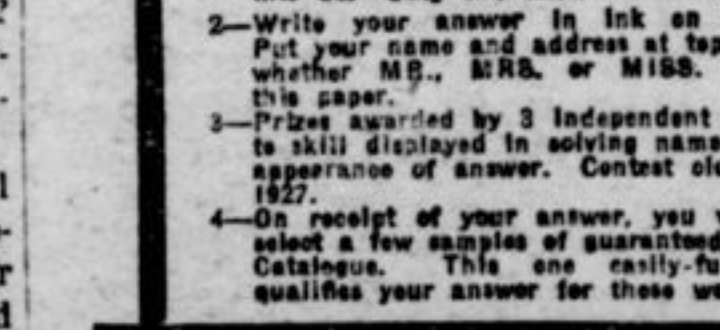 2—Write your answer in ink on
Put your name and address at top
whether MR., MRS. or MISS.
this paper.
3—Prizes awarded by 3 Independent
to skill displayed in solving name
appearance of answer. Contest clo
1927.
4—On receipt of your answer, you
select a few samples of guaranteed
Catalogue. This one easily-fu
qualifies your answer for these we